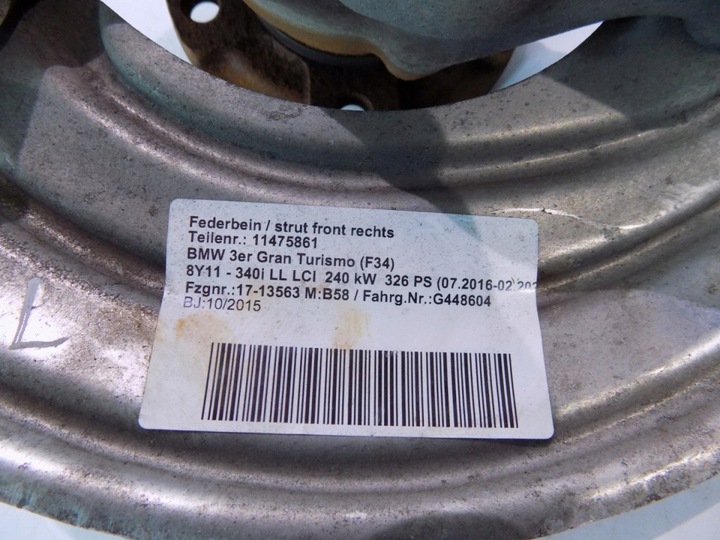 Federbein / strut front rechts
Teilenr.: 11475861
BMW 3er Gran Turismo (F34)
8Y11 - 340i LL LCI 240 kW 326 PS (07.2016-02
Fzgnr.:17-13563 M:B58 / Fahrg.Nr.:G448604
BJ:10/2015